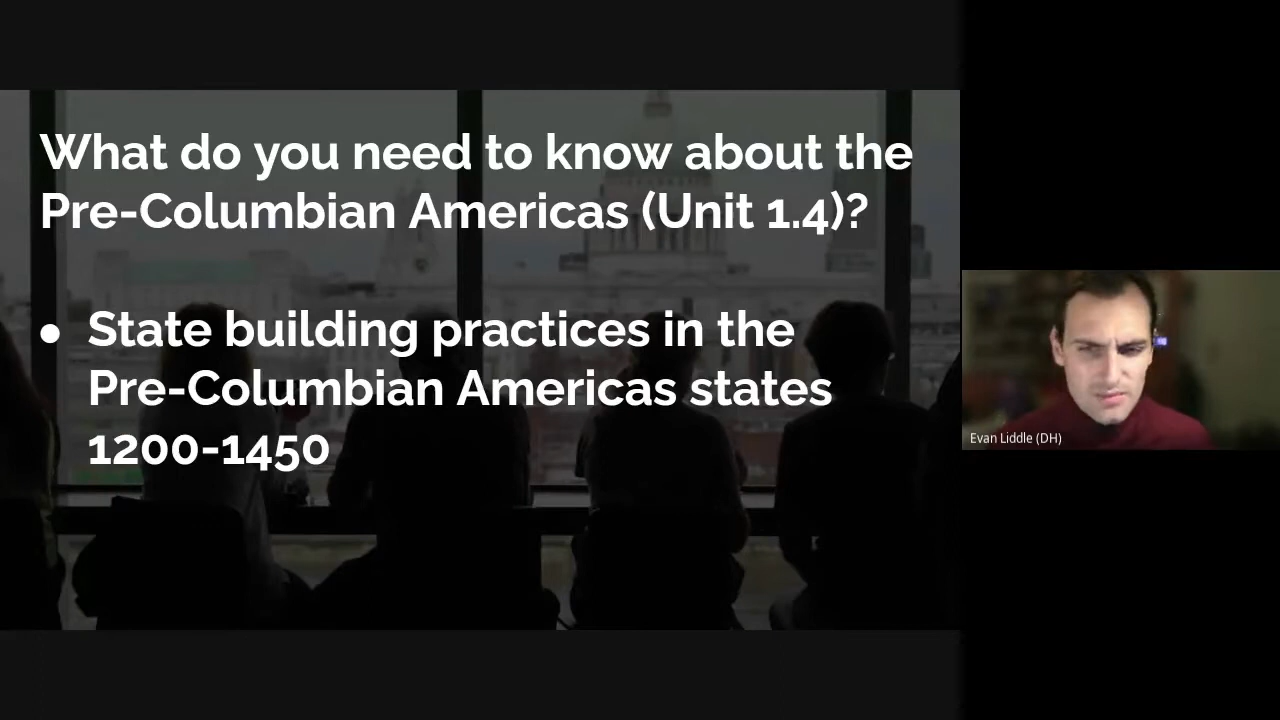 What do you need to know about the
Pre-Columbian Americas (Unit 1.4)?
● State building practices in the
Pre-Columbian Americas states
1200-1450
Evan Liddle (DH)